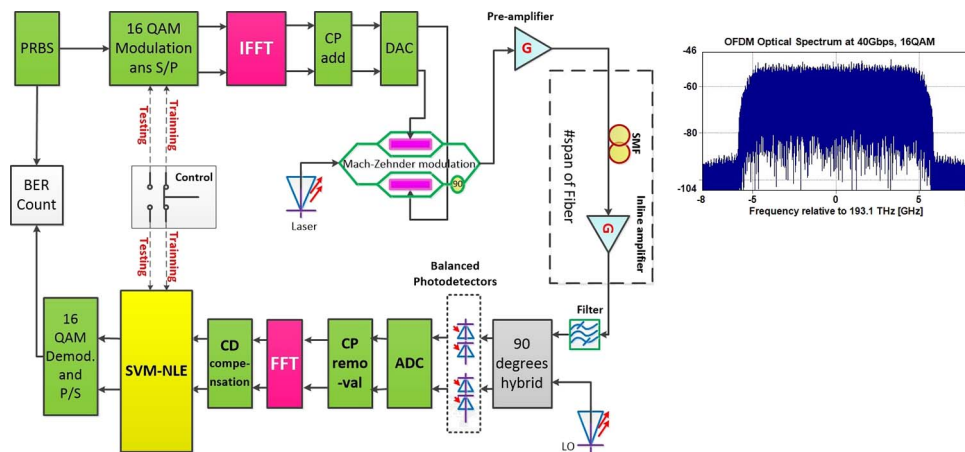 PRBS
16 QAM
Modulation
ans S/P
IFFT
CP
add
DAC
Pre-amplifier
G
Testing
Trainning
Control
BER
Count
Laser
Mach-Zehnder modulation
90
#span of Fiber
SMF
G
Inline amplifier
Testing
Trainning
16
QAM
Demod.
and
P/S
SVM-NLE
CD
compe-
nsation
FFT
CP
remo
-val
ADC
Balanced
Photodetectors
90
degrees
hybrid
Filter
LO
OFDM Optical Spectrum at 40Gbps, 16QAM
-46
-60
-80
-104
-8
-5
0
5
8
Frequency relative to 193.1 THz [GHz]